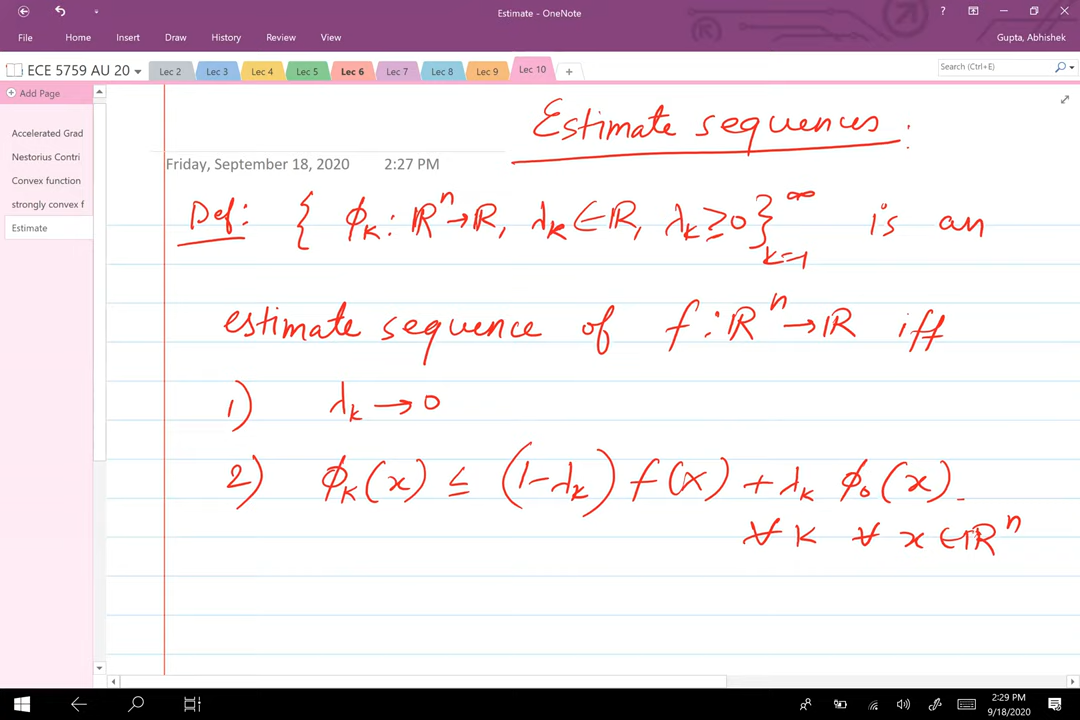 Estimate - OneNote
?
File Home Insert Draw History Review View
Gupta, Abhishek
ECE 5759 AU 20
Lec 2 Lec 3 Lec 4 Lec 5 Lec 6 Lec 7 Lec 8 Lec 9 Lec 10 +
Search (Ctrl+E)
Add Page
Accelerated Grad
Nestorius Contri
Convex function
strongly convex f
Estimate
Estimate sequences:
Friday, September 18, 2020 2:27 PM
Def: { ϕ_k : ℝ^n → ℝ, λ_k ∈ ℝ, λ_k ≥ 0 }_{k=1}^∞ is an
estimate sequence of f : ℝ^n → ℝ iff
1) λ_k → 0
2) ϕ_k(x) ≤ (1-λ_k) f(x) + λ_k ϕ_0(x).
∀ k ∀ x ∈ ℝ^n
2:29 PM
9/18/2020